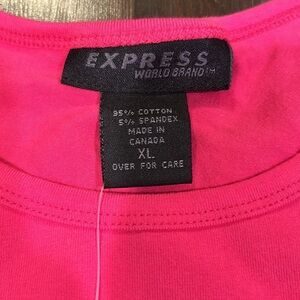 EXPRESS
WORLD BRAND™
95% COTTON
5% SPANDEX
MADE IN
CANADA
XL
OVER FOR CARE